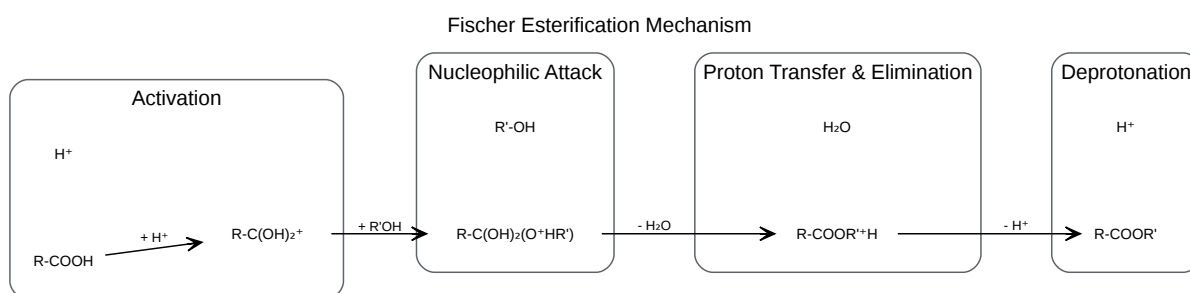 Fischer Esterification Mechanism
Activation
H⁺
R-COOH
+ H⁺
R-C(OH)₂⁺
+ R'OH
Nucleophilic Attack
R'-OH
R-C(OH)₂(O⁺HR')
- H₂O
Proton Transfer & Elimination
H₂O
R-COOR'⁺H
- H⁺
Deprotonation
H⁺
R-COOR'